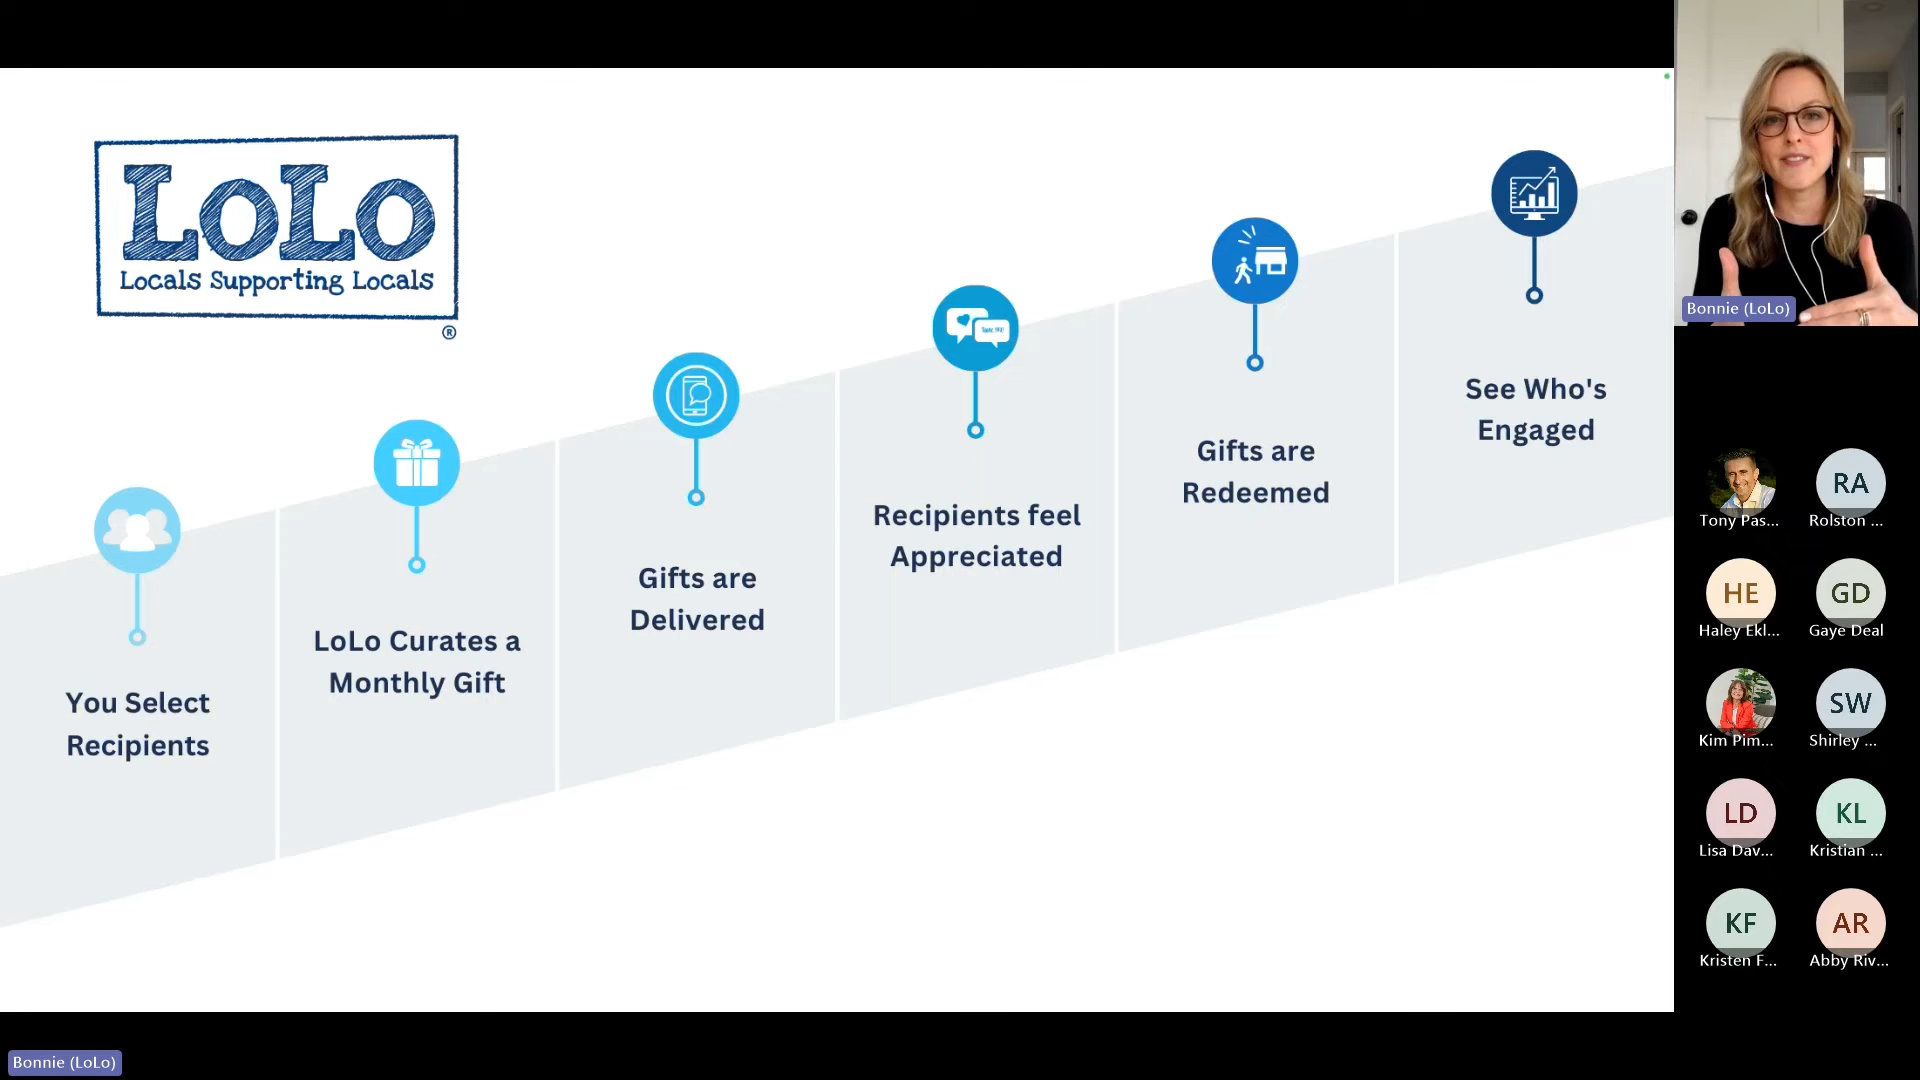 LoLo
Locals Supporting Locals
®
You Select
Recipients
LoLo Curates a
Monthly Gift
Gifts are
Delivered
Recipients feel
Appreciated
Gifts are
Redeemed
See Who's
Engaged
Bonnie (LoLo)
Tony Pas...
RA
Rolston ...
HE
Haley Ekl...
GD
Gaye Deal
Kim Pim...
SW
Shirley ...
LD
Lisa Dav...
KL
Kristian ...
KF
Kristen F...
AR
Abby Riv...
Bonnie (LoLo)